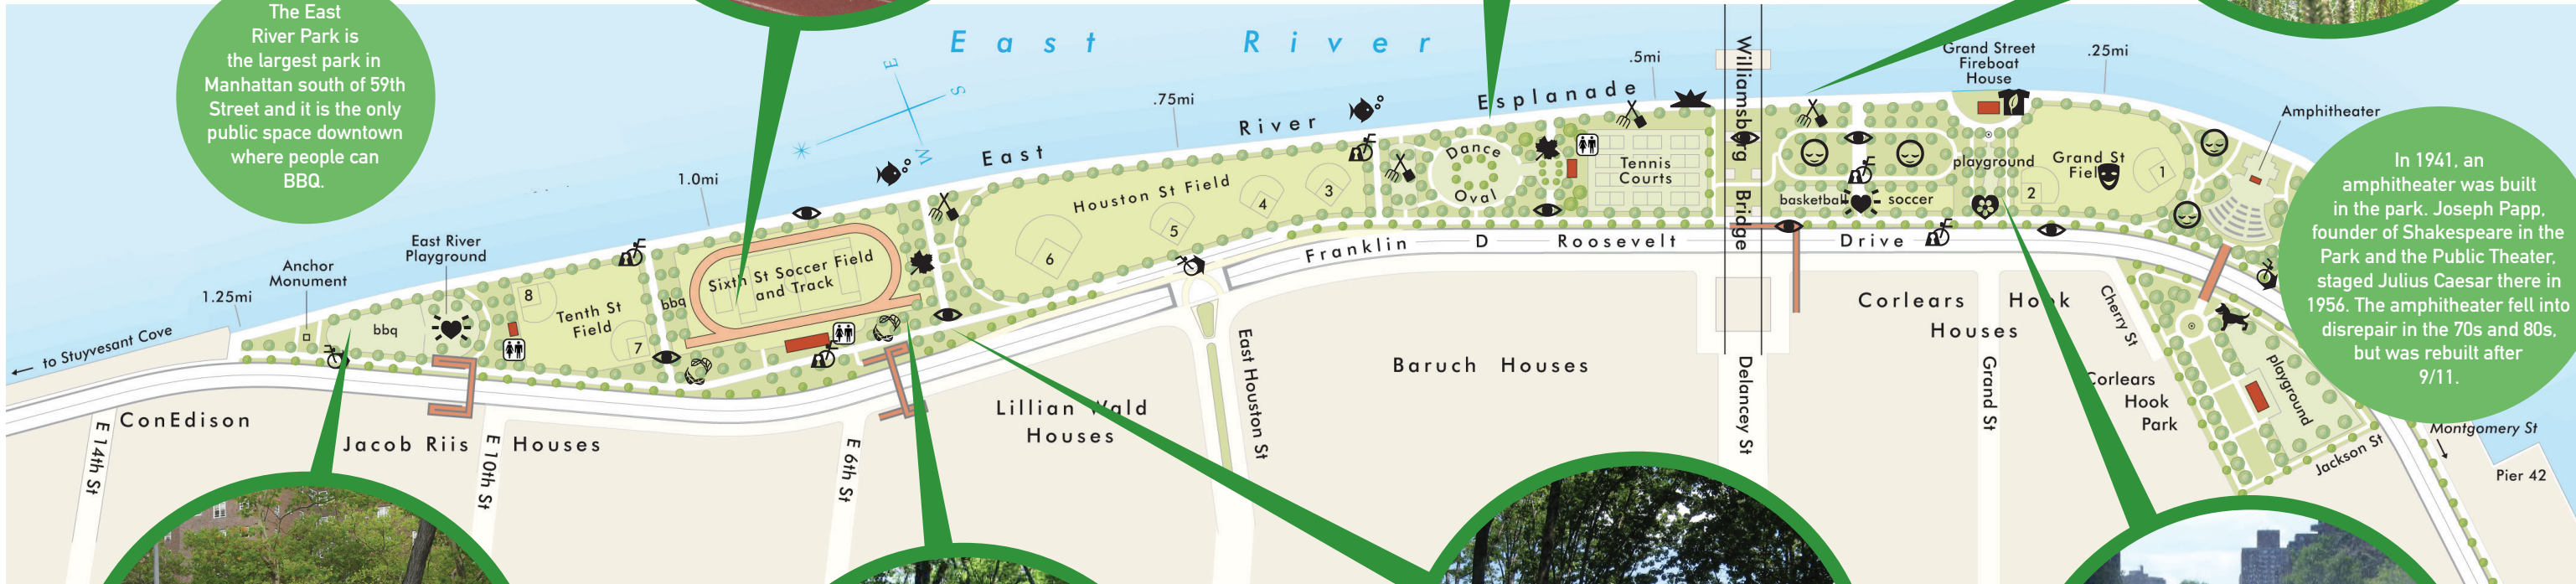 The East
River Park is
the largest park in
Manhattan south of 59th
Street and it is the only
public space downtown
where people can
BBQ.
East River
E
S
W
East River Esplanade
1.25mi
1.0mi
.75mi
.5mi
.25mi
Williamsburg Bridge
Grand Street
Fireboat
House
Amphitheater
In 1941, an
amphitheater was built
in the park. Joseph Papp,
founder of Shakespeare in the
Park and the Public Theater,
staged Julius Caesar there in
1956. The amphitheater fell into
disrepair in the 70s and 80s,
but was rebuilt after
9/11.
← to Stuyvesant Cove
Anchor
Monument
East River
Playground
bbq
8
Tenth St
Field
7
bbq
Sixth St Soccer Field
and Track
Houston St Field
6
5
4
3
Dance
Oval
Tennis
Courts
basketball
soccer
playground
Grand St
Field
2
1
Franklin D Roosevelt Drive
ConEdison
Jacob Riis Houses
Lillian Wald
Houses
Baruch Houses
Corlears Hook
Houses
Corlears
Hook
Park
playground
E 14th St
E 10th St
E 6th St
East Houston St
Delancey St
Grand St
Cherry St
Jackson St
Montgomery St
Pier 42